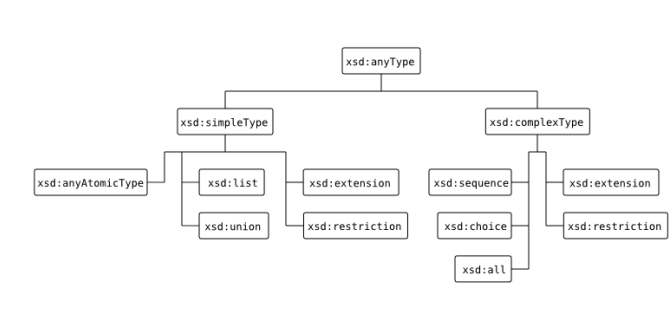 xsd:anyType
xsd:simpleType
xsd:complexType
xsd:anyAtomicType
xsd:list
xsd:extension
xsd:sequence
xsd:extension
xsd:union
xsd:restriction
xsd:choice
xsd:restriction
xsd:all